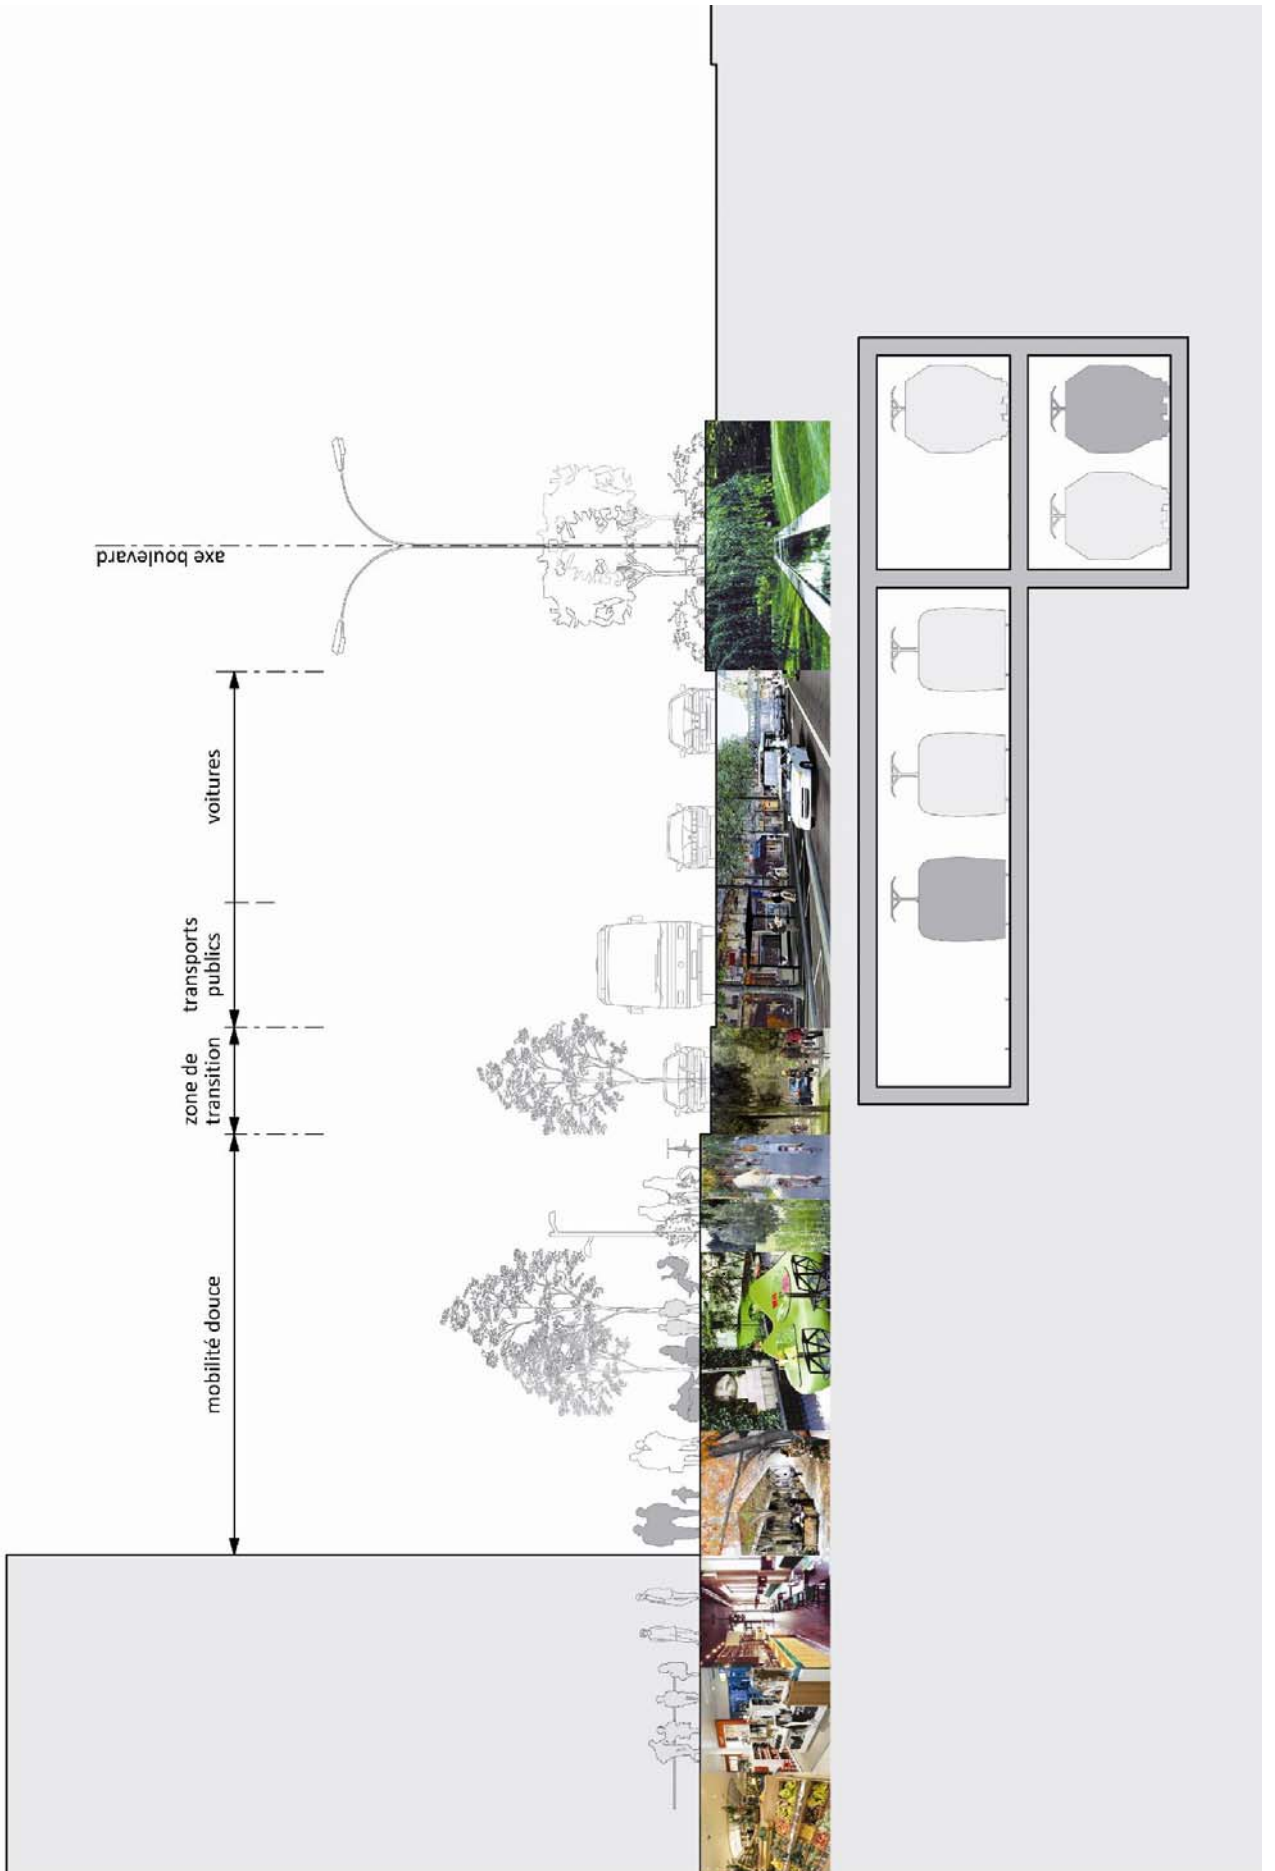 mobilité douce
zone de
transition
transports
publics
voitures
axe boulevard